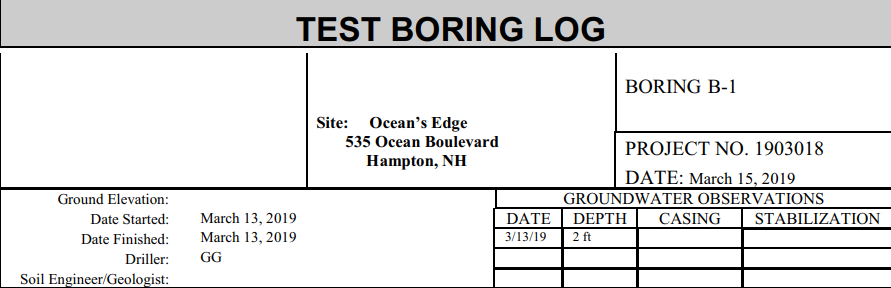 TEST BORING LOG
Site: Ocean's Edge
535 Ocean Boulevard
Hampton, NH
BORING B-1
PROJECT NO. 1903018
DATE: March 15, 2019
Ground Elevation:
Date Started: March 13, 2019
Date Finished: March 13, 2019
Driller: GG
Soil Engineer/Geologist:
GROUNDWATER OBSERVATIONS
DATE DEPTH CASING STABILIZATION
3/13/19 2 ft